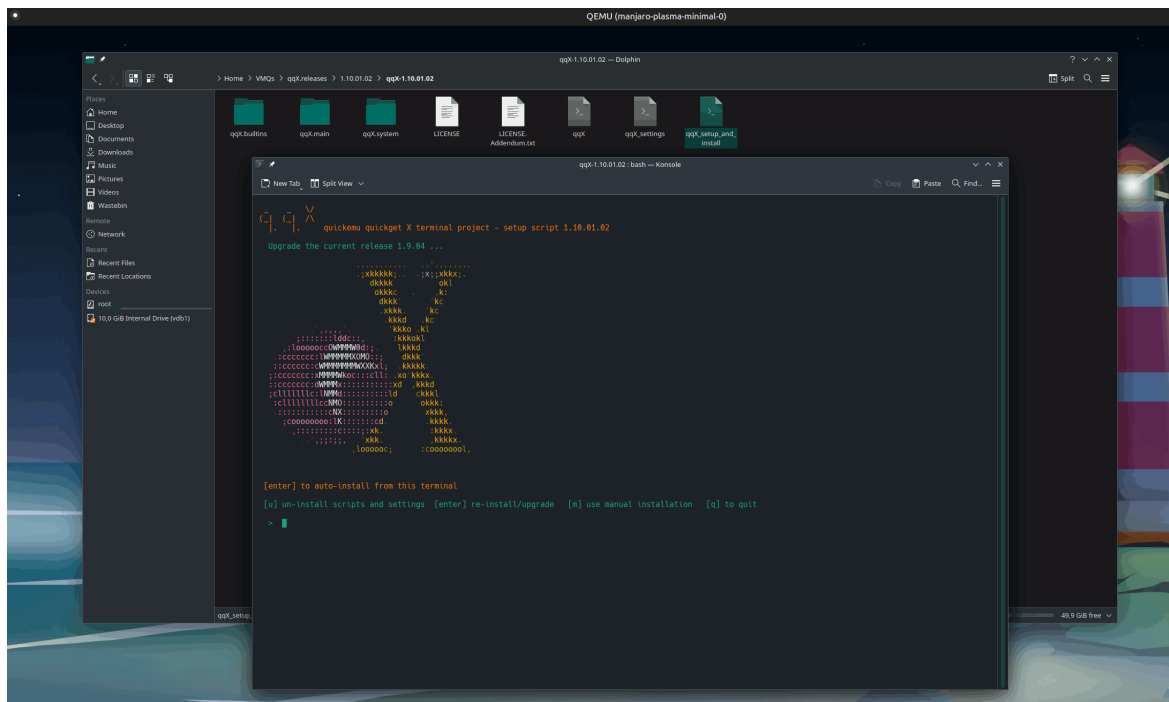 QEMU (manjaro-plasma-minimal-0)
qqX-1.10.01.02 — Dolphin
> Home > VMQs > qqX.releases > 1.10.01.02 > qqX-1.10.01.02
Split
Places
Home
Desktop
Documents
Downloads
Music
Pictures
Videos
Wastebin
Remote
Network
Recent
Recent Files
Recent Locations
Devices
root
10,0 GiB Internal Drive (vdb1)
qqX.builtins
qqX.main
qqX.system
LICENSE
LICENSE.
Addendum.txt
qqX
qqX_settings
qqX_setup_and_
install
qqX-1.10.01.02 : bash — Konsole
New Tab
Split View
Copy
Paste
Find...
quickemu quickget X terminal project - setup script 1.10.01.02
Upgrade the current release 1.9.04 ...
[enter] to auto-install from this terminal
[u] un-install scripts and settings [enter] re-install/upgrade [m] use manual installation [q] to quit
>
qqX_setup
49,9 GiB free